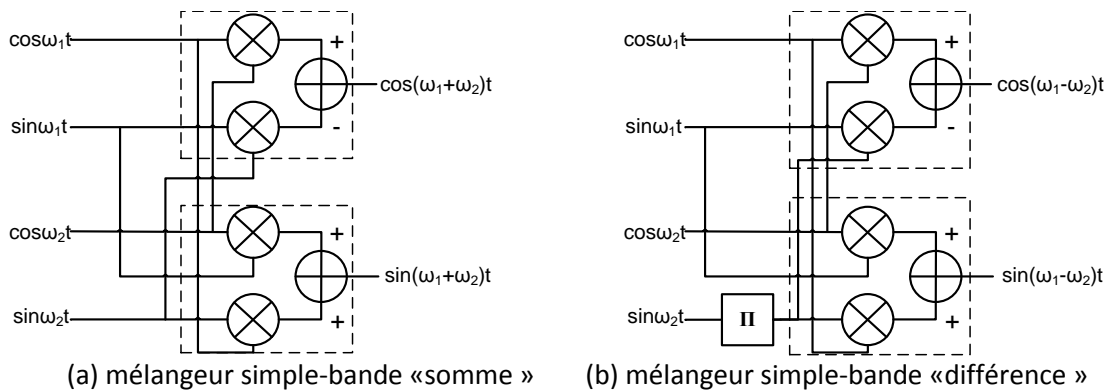 cosω₁t
sinω₁t
cosω₂t
sinω₂t
+
-
cos(ω₁+ω₂)t
+
+
sin(ω₁+ω₂)t
(a) mélangeur simple-bande «somme »
cosω₁t
sinω₁t
cosω₂t
sinω₂t
Π
+
-
cos(ω₁-ω₂)t
+
+
sin(ω₁-ω₂)t
(b) mélangeur simple-bande «différence »